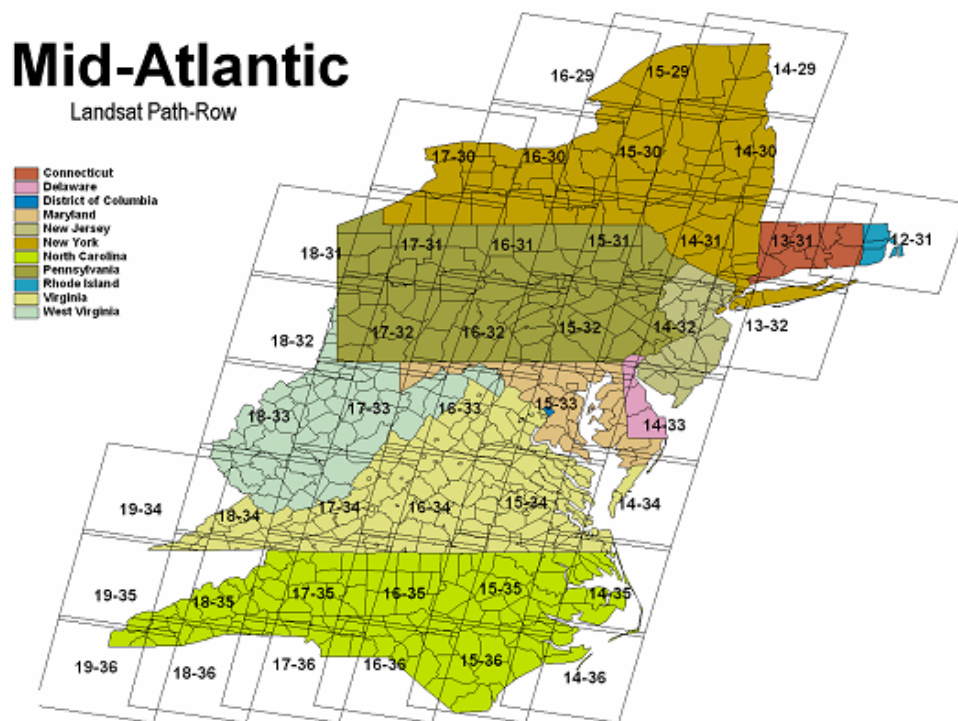 Mid-Atlantic
Landsat Path-Row
Connecticut
Delaware
District of Columbia
Maryland
New Jersey
New York
North Carolina
Pennsylvania
Rhode Island
Virginia
West Virginia
16-29 15-29 14-29
17-30 16-30 15-30 14-30
18-31 17-31 16-31 15-31 14-31 13-31 12-31
18-32 17-32 16-32 15-32 14-32 13-32
18-33 17-33 16-33 15-33 14-33
19-34 18-34 17-34 16-34 15-34 14-34
19-35 18-35 17-35 16-35 15-35 14-35
19-36 18-36 17-36 16-36 15-36 14-36